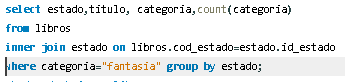 select estado,titulo, categoria,count(categoria)
from libros
inner join estado on libros.cod_estado=estado.id_estado
where categoria="fantasia" group by estado;